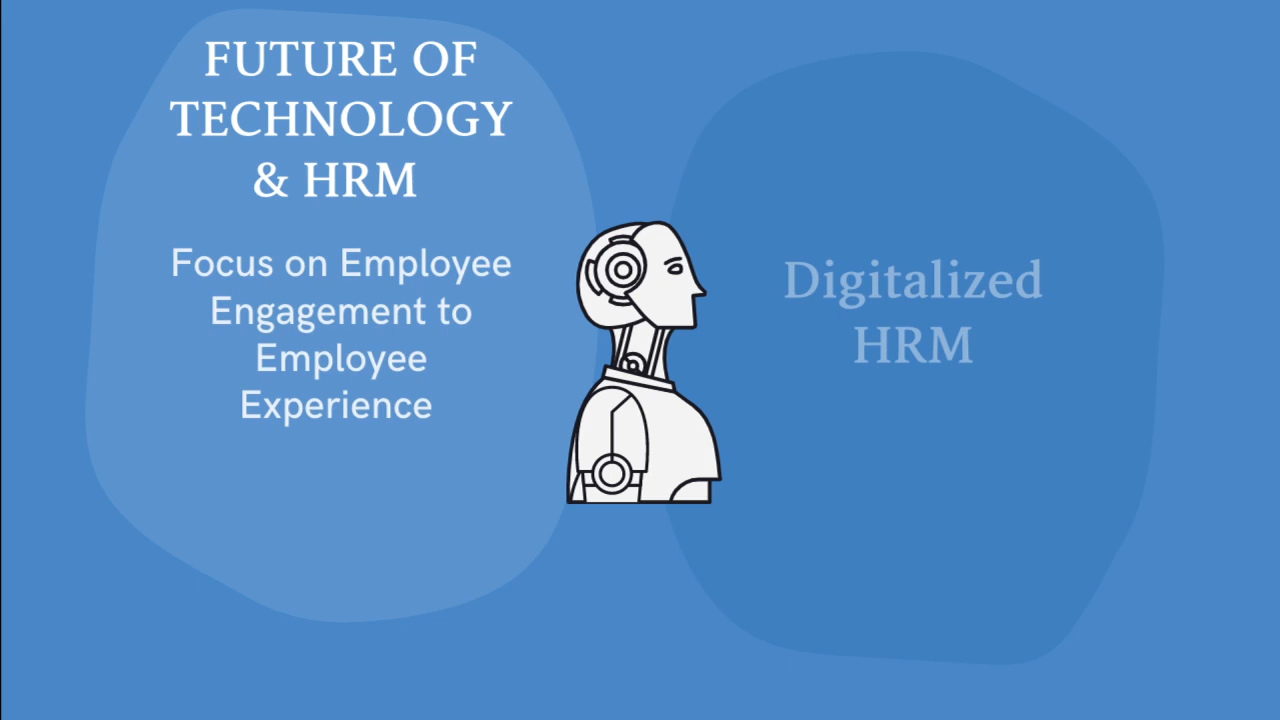 FUTURE OF
TECHNOLOGY
& HRM
Focus on Employee
Engagement to
Employee
Experience
Digitalized
HRM